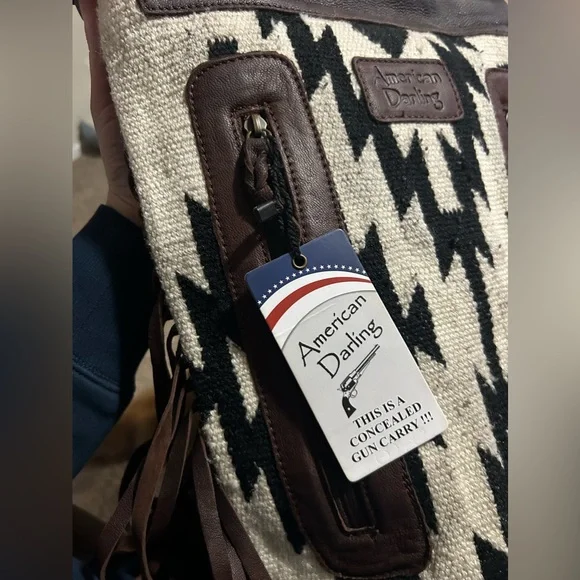 American
Darling
American
Darling
THIS IS A
CONCEALED
GUN CARRY !!!